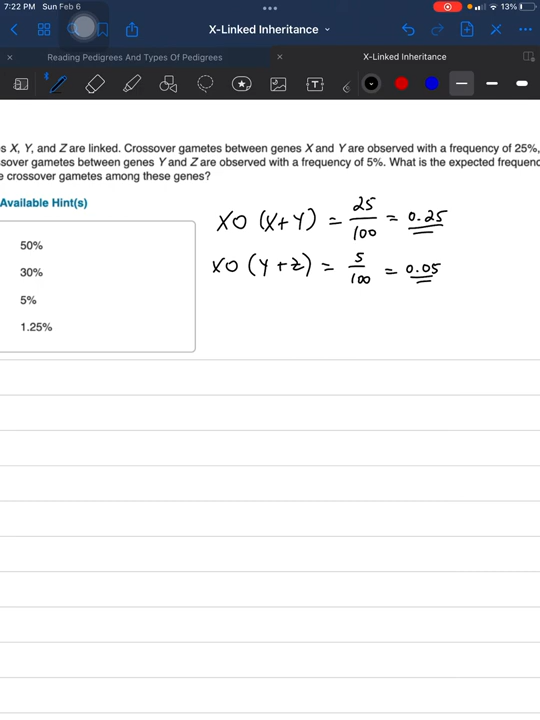 7:22 PM Sun Feb 6
13%
X-Linked Inheritance
Reading Pedigrees And Types Of Pedigrees
X-Linked Inheritance
s X, Y, and Z are linked. Crossover gametes between genes X and Y are observed with a frequency of 25%,
sover gametes between genes Y and Z are observed with a frequency of 5%. What is the expected frequenc
e crossover gametes among these genes?
Available Hint(s)
50%
30%
5%
1.25%
XO (X+Y) = 25/100 = 0.25
XO (Y+Z) = 5/100 = 0.05